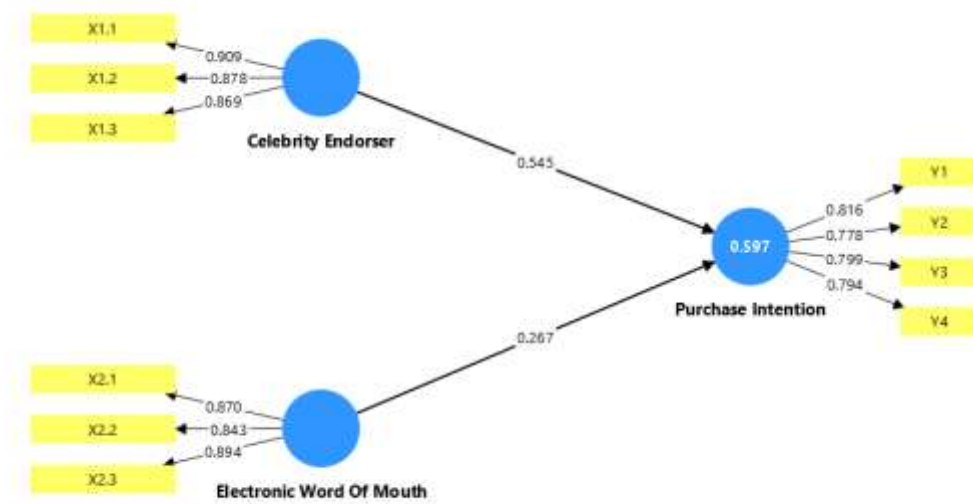 X1.1
0.909
X1.2
0.878
0.869
X1.3
Celebrity Endorser
0.545
Y1
0.816
Y2
0.778
0.597
0.799
Y3
0.794
Purchase Intention
Y4
0.267
X2.1
0.870
X2.2
0.843
0.894
X2.3
Electronic Word Of Mouth